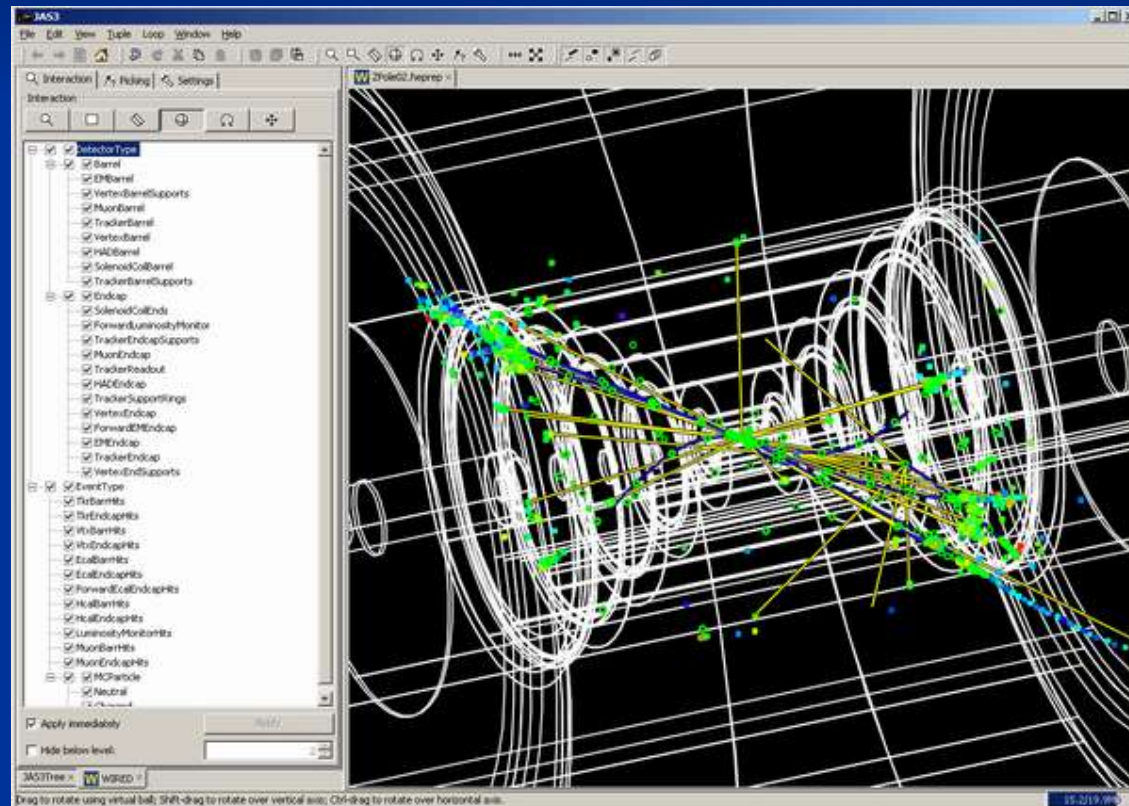 JAS3
File Edit View Tuple Loop Window Help
Interaction Picking Settings
ZPole02.heprep
Interaction
DetectorType
Barrel
EMBarrel
VertexBarrelSupports
MuonBarrel
TrackerBarrel
VertexBarrel
HADBarrel
SolenoidCoilBarrel
TrackerBarrelSupports
Endcap
SolenoidCoilEnds
ForwardLuminosityMonitor
TrackerEndcapSupports
MuonEndcap
TrackerReadout
HADEndcap
TrackerSupportRings
VertexEndcap
ForwardEMEndcap
EMEndcap
TrackerEndcap
VertexEndSupports
EventType
TkrBarrHits
TkrEndcapHits
VtxBarrHits
VtxEndcapHits
EcalBarrHits
EcalEndcapHits
ForwardEcalEndcapHits
HcalBarrHits
HcalEndcapHits
LuminosityMonitorHits
MuonBarrHits
MuonEndcapHits
MCParticle
Neutral
Apply immediately
Hide below level: 2
JAS3Tree W WIRED
Drag to rotate using virtual ball; Shift-drag to rotate over vertical axis; Ctrl-drag to rotate over horizontal axis.